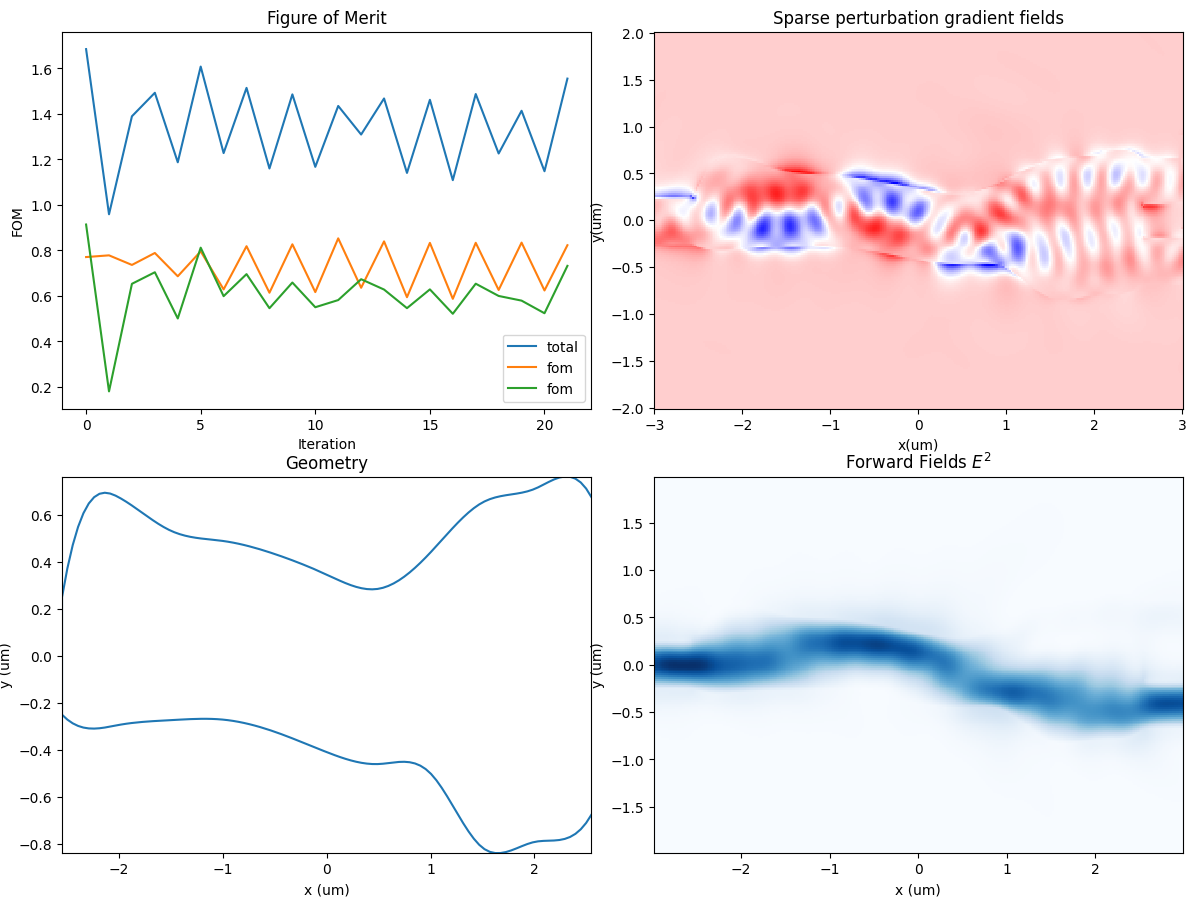 Figure of Merit
FOM
1.6
1.4
1.2
1.0
0.8
0.6
0.4
0.2
total
fom
fom
0 5 10 15 20
Iteration
Sparse perturbation gradient fields
y(um)
2.0
1.5
1.0
0.5
0.0
−0.5
−1.0
−1.5
−2.0
−3 −2 −1 0 1 2 3
x(um)
Geometry
y (um)
0.6
0.4
0.2
0.0
−0.2
−0.4
−0.6
−0.8
−2 −1 0 1 2
x (um)
Forward Fields E²
y (um)
1.5
1.0
0.5
0.0
−0.5
−1.0
−1.5
−2 −1 0 1 2
x (um)